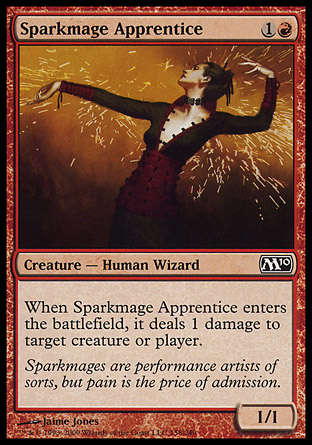 Sparkmage Apprentice 1
Creature — Human Wizard M10
When Sparkmage Apprentice enters
the battlefield, it deals 1 damage to
target creature or player.
Sparkmages are performance artists of
sorts, but pain is the price of admission.
Jaime Jones
1/1